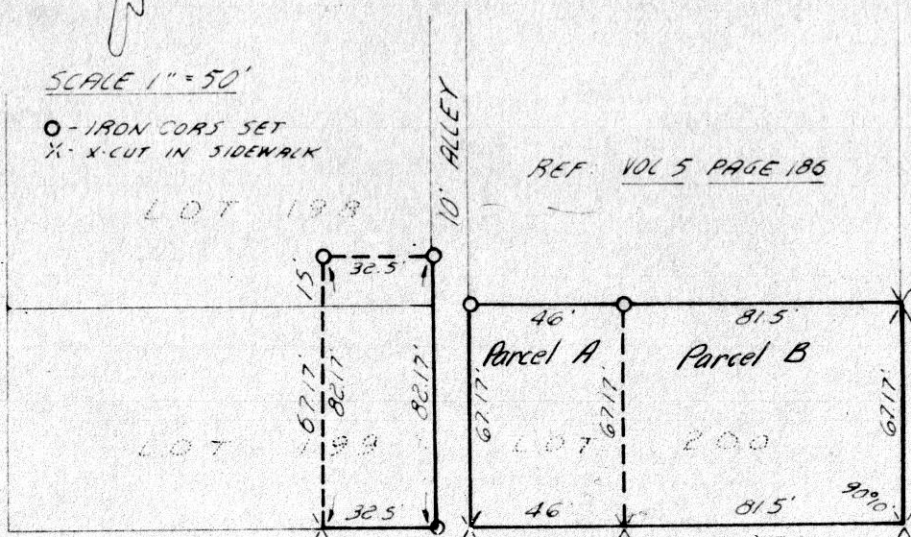 SCALE 1" = 50'
O - IRON CORS SET
X - X-CUT IN SIDEWALK
10' ALLEY
REF. VOL 5 PAGE 186
LOT 198
15'
32.5'
46'
81.5'
Parcel A
Parcel B
67.17'
82.17'
82.17'
67.17'
67.17'
67.17'
LOT 199
LOT 200
32.5'
46'
81.5'